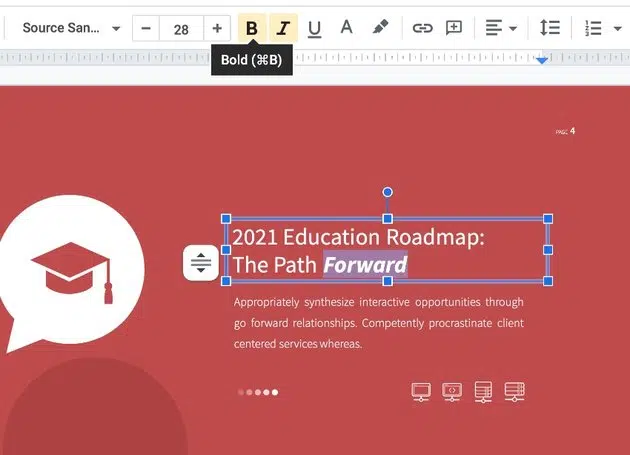 Source San... − 28 + B I U A
Bold (⌘B)
PAGE 4
2021 Education Roadmap:
The Path Forward
Appropriately synthesize interactive opportunities through
go forward relationships. Competently procrastinate client
centered services whereas.